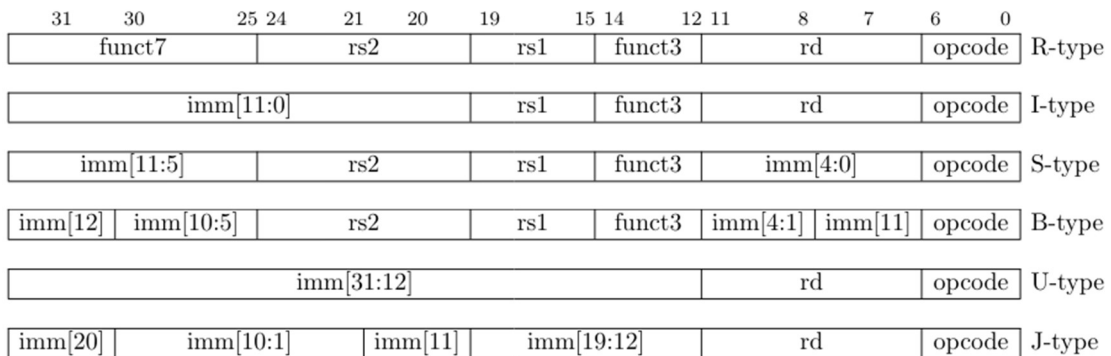 31 30 25 24 21 20 19 15 14 12 11 8 7 6 0
funct7 rs2 rs1 funct3 rd opcode R-type
imm[11:0] rs1 funct3 rd opcode I-type
imm[11:5] rs2 rs1 funct3 imm[4:0] opcode S-type
imm[12] imm[10:5] rs2 rs1 funct3 imm[4:1] imm[11] opcode B-type
imm[31:12] rd opcode U-type
imm[20] imm[10:1] imm[11] imm[19:12] rd opcode J-type